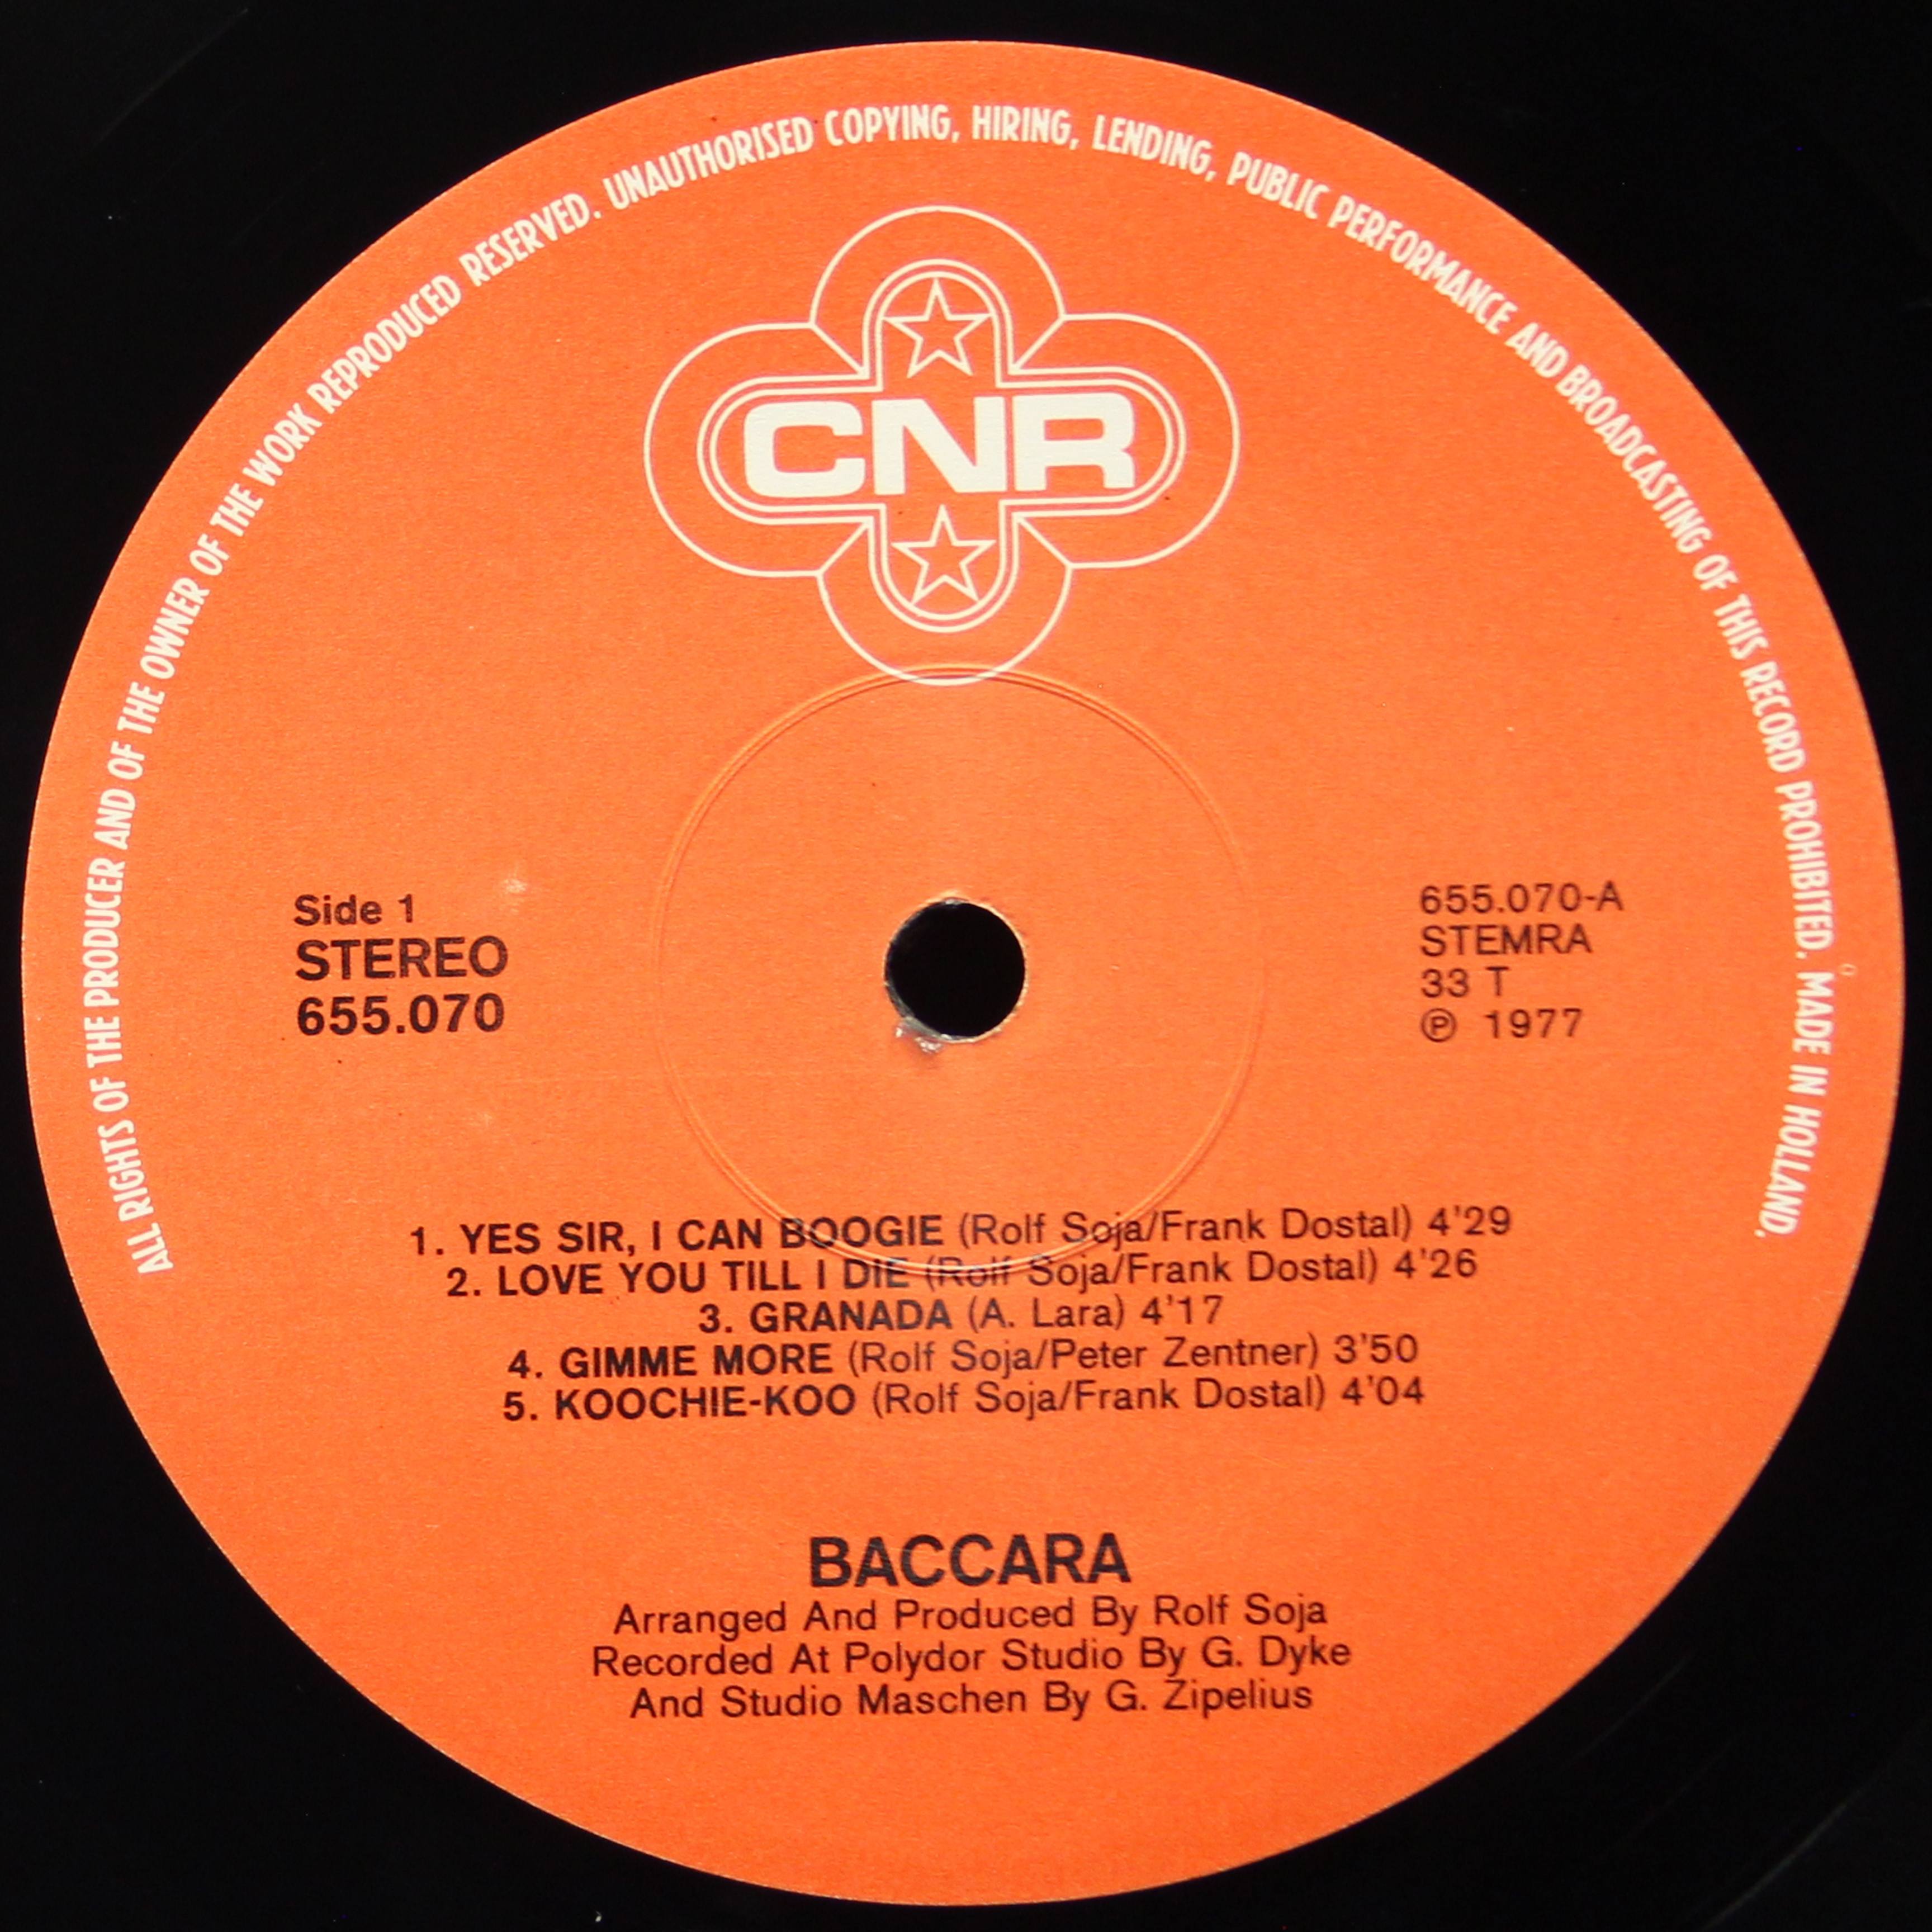 ALL RIGHTS OF THE PRODUCER AND OF THE OWNER OF THE WORK REPRODUCED RESERVED. UNAUTHORISED COPYING, HIRING, LENDING, PUBLIC PERFORMANCE AND BROADCASTING OF THIS RECORD PROHIBITED. MADE IN HOLLAND.
CNR
Side 1
STEREO
655.070
655.070-A
STEMRA
33 T
℗ 1977
1. YES SIR, I CAN BOOGIE (Rolf Soja/Frank Dostal) 4'29
2. LOVE YOU TILL I DIE (Rolf Soja/Frank Dostal) 4'26
3. GRANADA (A. Lara) 4'17
4. GIMME MORE (Rolf Soja/Peter Zentner) 3'50
5. KOOCHIE-KOO (Rolf Soja/Frank Dostal) 4'04
BACCARA
Arranged And Produced By Rolf Soja
Recorded At Polydor Studio By G. Dyke
And Studio Maschen By G. Zipelius